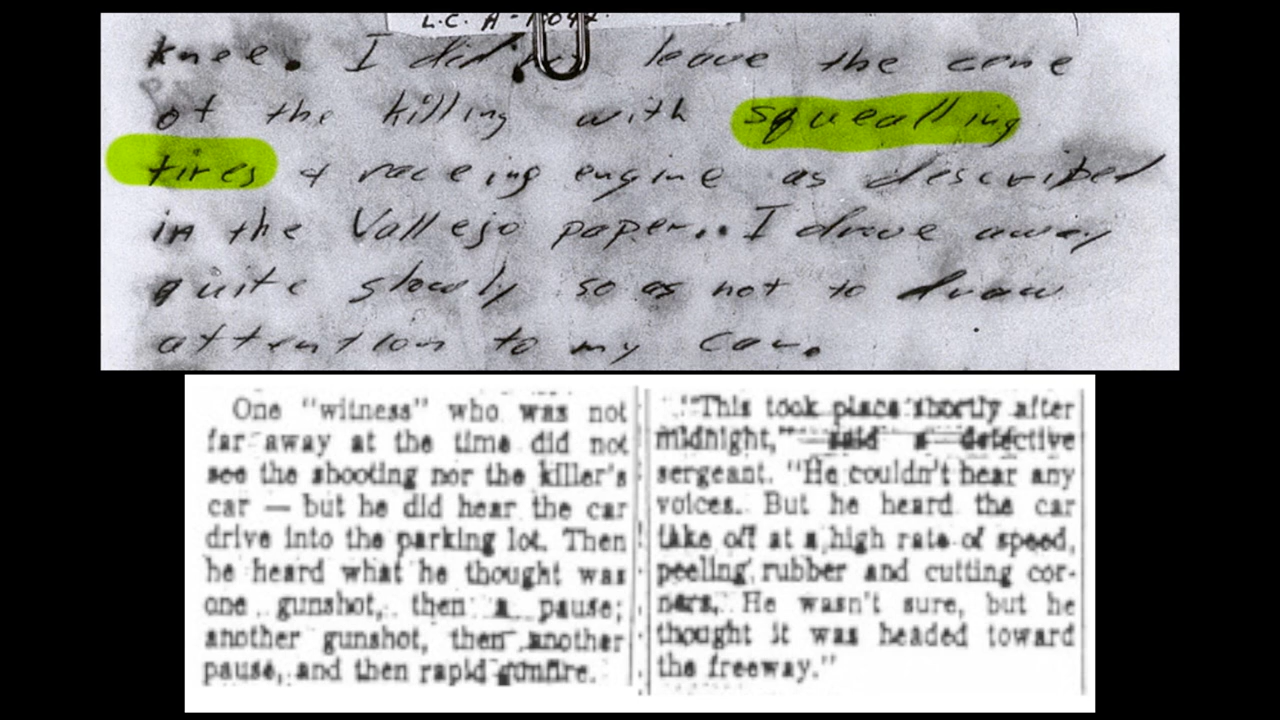 L.C. A-
knee. I did leave the cene
of the killing with squealling
tires & raceing engine as described
in the Vallejo paper.. I drove away
quite slowly so as not to draw
attention to my car.
One "witness" who was not
far away at the time did not
see the shooting nor the killer's
car — but he did hear the car
drive into the parking lot. Then
he heard what he thought was
one gunshot, then a pause;
another gunshot, then another
pause, and then rapid gunfire.
"This took place shortly after
midnight," said a detective
sergeant. "He couldn't hear any
voices. But he heard the car
take off at a high rate of speed,
peeling rubber and cutting cor-
ners. He wasn't sure, but he
thought it was headed toward
the freeway."